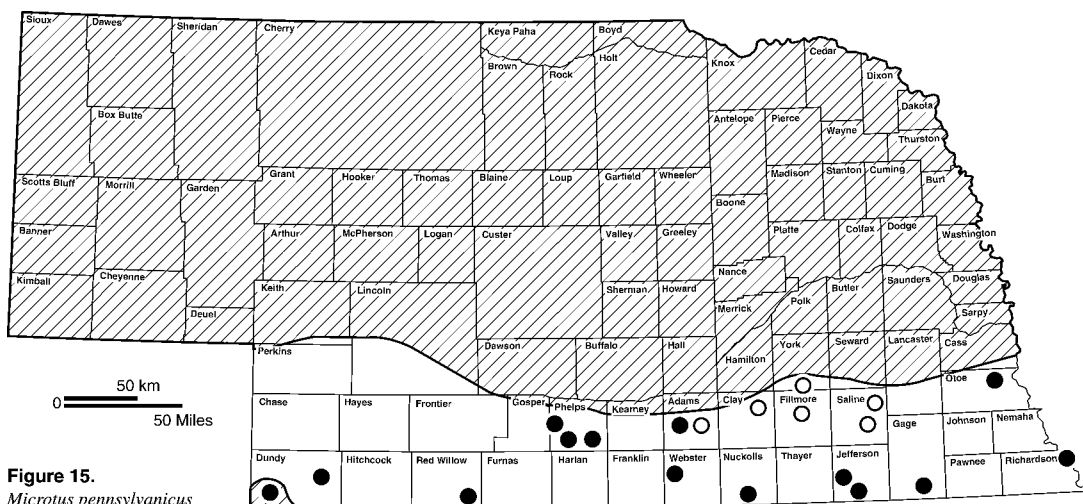 Sioux
Dawes
Sheridan
Cherry
Keya Paha
Boyd
Brown
Rock
Holt
Knox
Cedar
Dixon
Dakota
Box Butte
Antelope
Pierce
Wayne
Thurston
Scotts Bluff
Morrill
Garden
Grant
Hooker
Thomas
Blaine
Loup
Garfield
Wheeler
Madison
Stanton
Cuming
Burt
Boone
Banner
Arthur
McPherson
Logan
Custer
Valley
Greeley
Platte
Colfax
Dodge
Washington
Kimball
Cheyenne
Nance
Keith
Lincoln
Sherman
Howard
Merrick
Polk
Butler
Saunders
Douglas
Sarpy
Deuel
Perkins
Dawson
Buffalo
Hall
Hamilton
York
Seward
Lancaster
Cass
50 km
0
50 Miles
Chase
Hayes
Frontier
Gosper
Phelps
Kearney
Adams
Clay
Fillmore
Saline
Otoe
Gage
Johnson
Nemaha
Dundy
Hitchcock
Red Willow
Furnas
Harlan
Franklin
Webster
Nuckolls
Thayer
Jefferson
Pawnee
Richardson
Figure 15.
Microtus pennsylvanicus